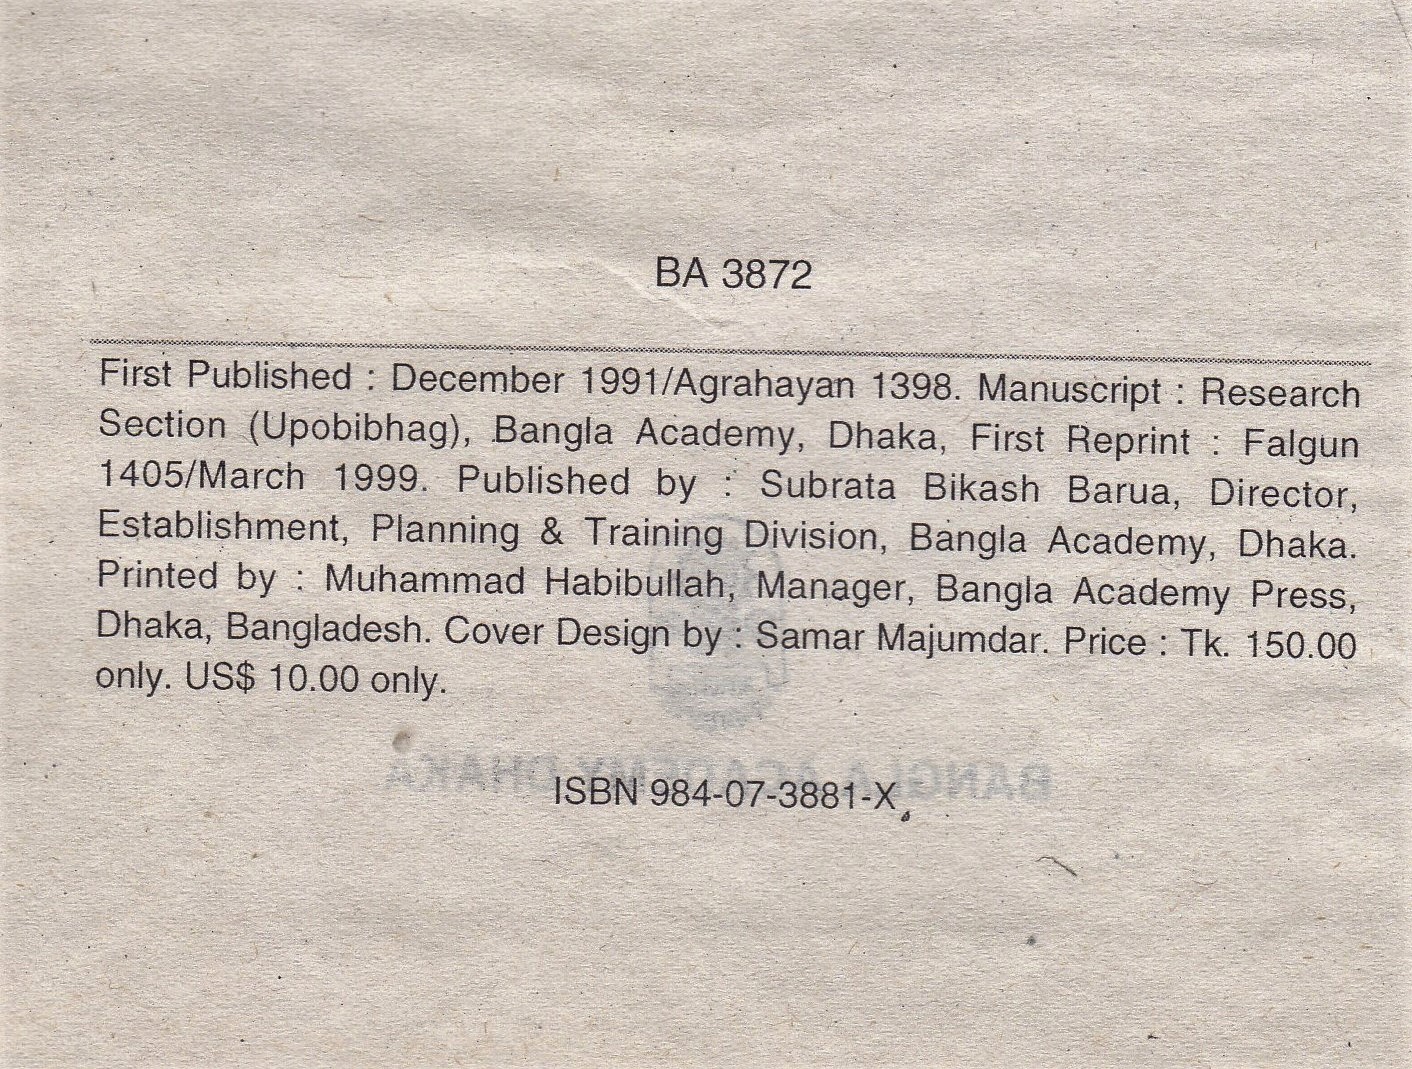 BA 3872
First Published : December 1991/Agrahayan 1398. Manuscript : Research
Section (Upobibhag), Bangla Academy, Dhaka, First Reprint : Falgun
1405/March 1999. Published by : Subrata Bikash Barua, Director,
Establishment, Planning & Training Division, Bangla Academy, Dhaka.
Printed by : Muhammad Habibullah, Manager, Bangla Academy Press,
Dhaka, Bangladesh. Cover Design by : Samar Majumdar. Price : Tk. 150.00
only. US$ 10.00 only.
BANGLA ACADEMY DHAKA
ISBN 984-07-3881-X